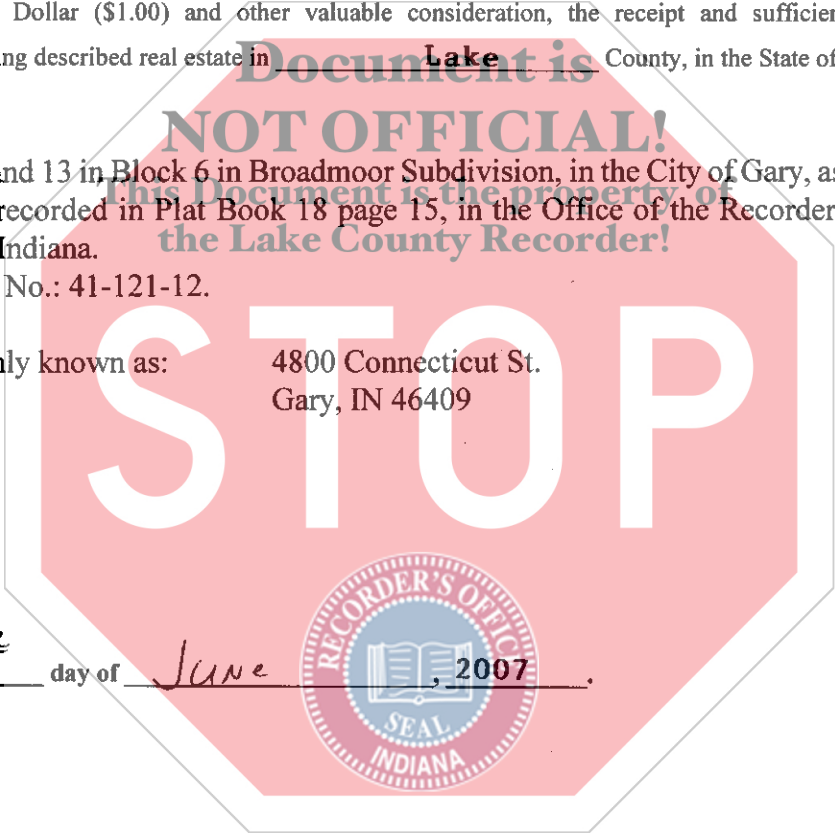 Dollar ($1.00) and other valuable consideration, the receipt and sufficien
ng described real estate in Lake County, in the State of
Document is
NOT OFFICIAL!
This Document is the property of
the Lake County Recorder!
nd 13 in Block 6 in Broadmoor Subdivision, in the City of Gary, as
recorded in Plat Book 18 page 15, in the Office of the Recorder
Indiana.
No.: 41-121-12.
ly known as: 4800 Connecticut St.
Gary, IN 46409
STOP
day of June , 2007 .
RECORDER'S OFFICE
SEAL
INDIANA